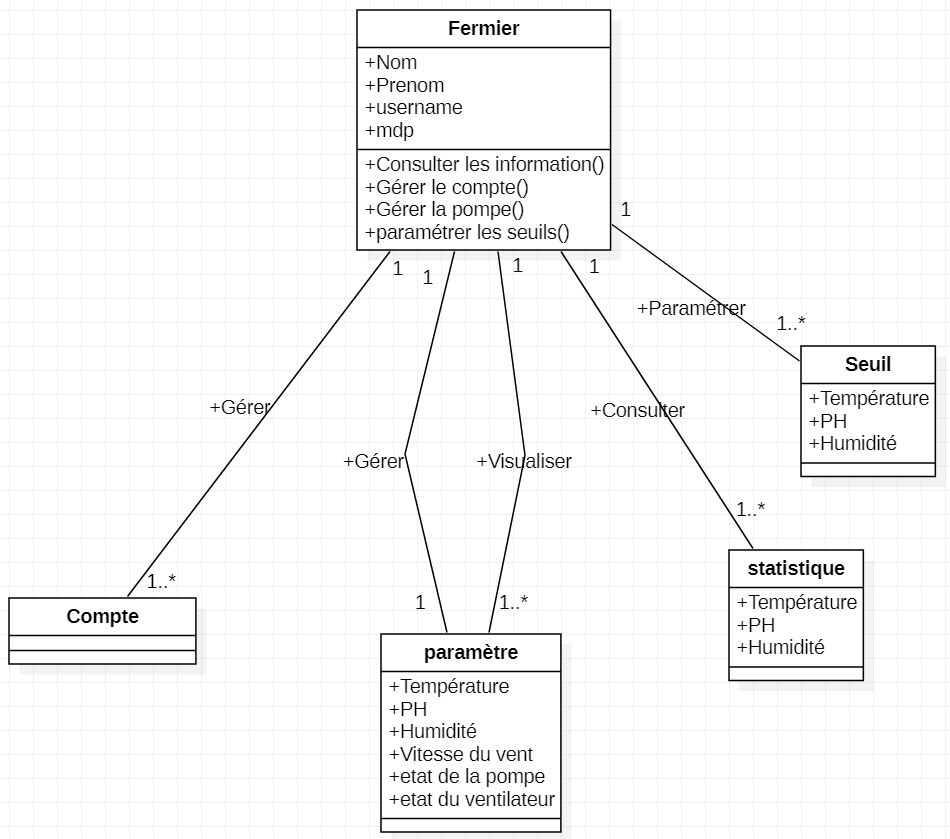 Fermier
+Nom
+Prenom
+username
+mdp
+Consulter les information()
+Gérer le compte()
+Gérer la pompe()
+paramétrer les seuils()
1
1
1
1
1
+Paramétrer
1..*
Seuil
+Température
+PH
+Humidité
+Gérer
+Gérer
+Visualiser
+Consulter
1..*
statistique
+Température
+PH
+Humidité
1..*
Compte
1
1..*
paramètre
+Température
+PH
+Humidité
+Vitesse du vent
+etat de la pompe
+etat du ventilateur